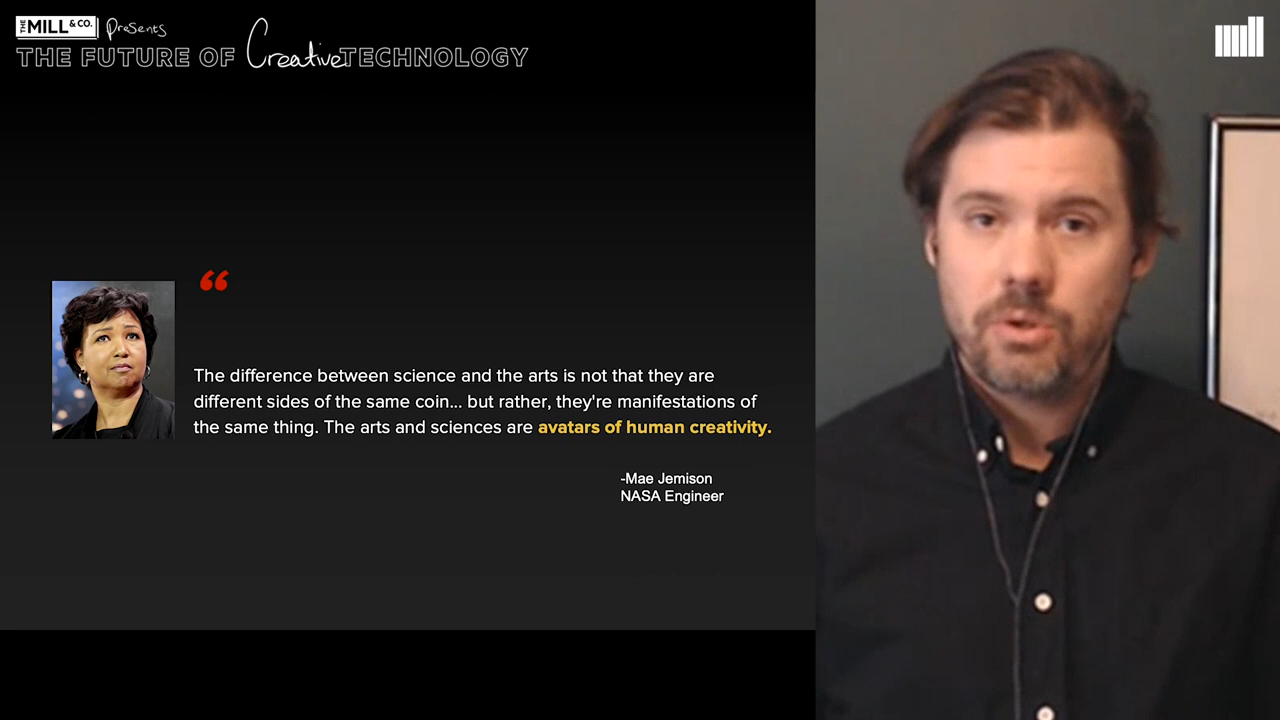 THE MILL & CO. presents
THE FUTURE OF Creative TECHNOLOGY
“
The difference between science and the arts is not that they are
different sides of the same coin... but rather, they're manifestations of
the same thing. The arts and sciences are avatars of human creativity.
-Mae Jemison
NASA Engineer